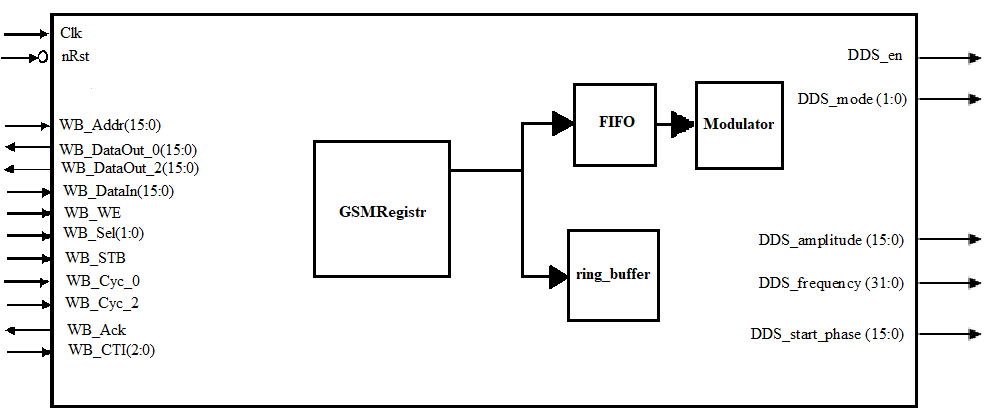 Clk
nRst
WB_Addr(15:0)
WB_DataOut_0(15:0)
WB_DataOut_2(15:0)
WB_DataIn(15:0)
WB_WE
WB_Sel(1:0)
WB_STB
WB_Cyc_0
WB_Cyc_2
WB_Ack
WB_CTI(2:0)
GSMRegistr
FIFO
Modulator
ring_buffer
DDS_en
DDS_mode (1:0)
DDS_amplitude (15:0)
DDS_frequency (31:0)
DDS_start_phase (15:0)